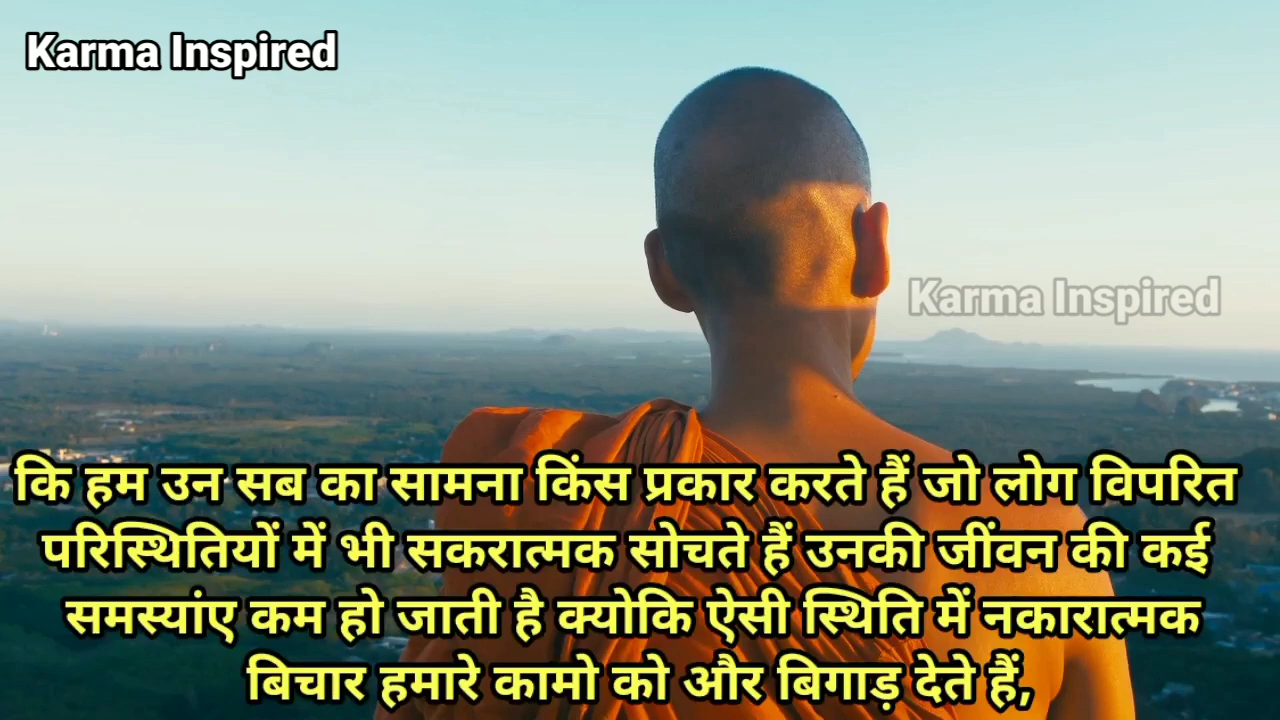 Karma Inspired
Karma Inspired
कि हम उन सब का सामना किंस प्रकार करते हैं जो लोग विपरित
परिस्थितियों में भी सकरात्मक सोचते हैं उनकी जींवन की कई
समस्यांए कम हो जाती है क्योकि ऐसी स्थिति में नकारात्मक
बिचार हमारे कामो को और बिगाड़ देते हैं,